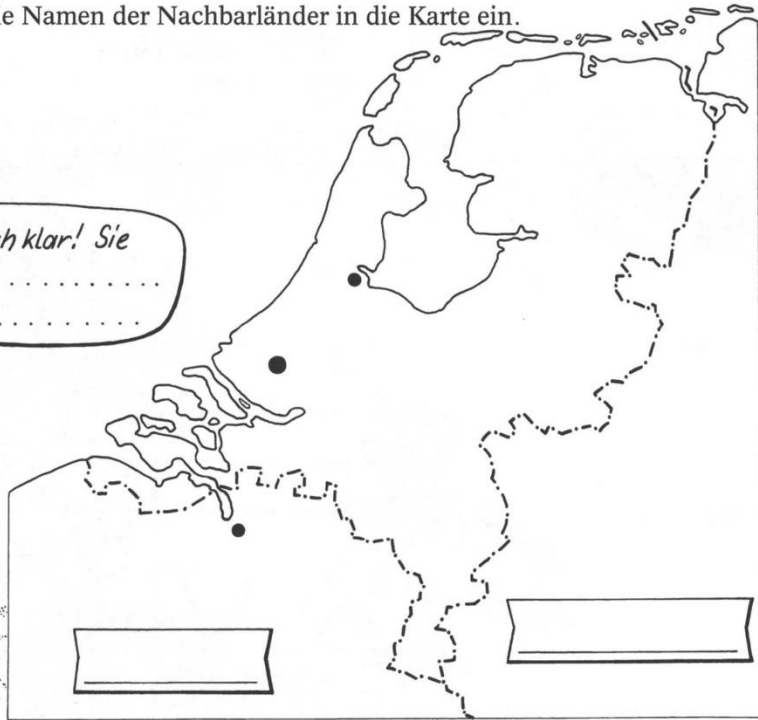 e Namen der Nachbarländer in die Karte ein.
h klar! Sie
. . . . . . . . . . . . .
. . . . . . . . . . . .